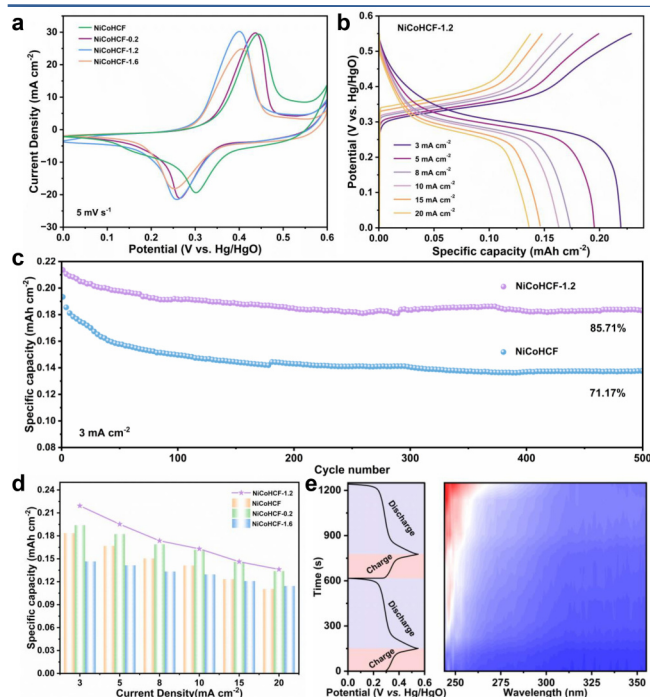 a
NiCoHCF
NiCoHCF-0.2
NiCoHCF-1.2
NiCoHCF-1.6
Current Density (mA cm⁻²)
30
20
10
0
−10
−20
−30
5 mV s⁻¹
0.0 0.1 0.2 0.3 0.4 0.5 0.6
Potential (V vs. Hg/HgO)
b
NiCoHCF-1.2
Potential (V vs. Hg/HgO)
0.6
0.5
0.4
0.3
0.2
0.1
0.0
3 mA cm⁻²
5 mA cm⁻²
8 mA cm⁻²
10 mA cm⁻²
15 mA cm⁻²
20 mA cm⁻²
0.00 0.05 0.10 0.15 0.20
Specific capacity (mAh cm⁻²)
c
Specific capacity (mAh cm⁻²)
0.22
0.20
0.18
0.16
0.14
0.12
0.10
0.08
NiCoHCF-1.2
85.71%
NiCoHCF
71.17%
3 mA cm⁻²
0 100 200 300 400 500
Cycle number
d
Specific capacity (mAh cm⁻²)
0.24
0.21
0.18
0.15
0.12
0.09
0.06
0.03
0.00
NiCoHCF-1.2
NiCoHCF
NiCoHCF-0.2
NiCoHCF-1.6
3 5 8 10 15 20
Current Density(mA cm⁻²)
e
Time (s)
1200
900
600
300
0
Discharge
Charge
Discharge
Charge
0.0 0.2 0.4
Potential (V vs. Hg/HgO)
250 275 300 325 350
Wavelength (nm)